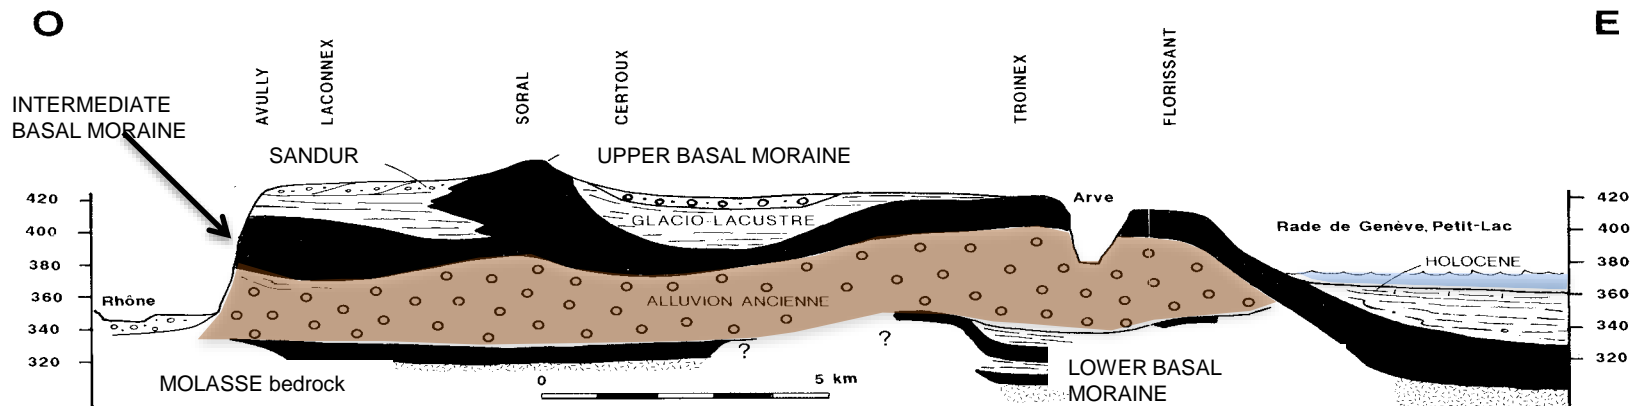 O
E
AVULLY
LACONNEX
SORAL
CERTOUX
TROINEX
FLORISSANT
INTERMEDIATE
BASAL MORAINE
SANDUR
UPPER BASAL MORAINE
420
400
380
360
340
320
Arve
Rade de Genève, Petit-Lac
420
400
380
360
340
320
GLACIO-LACUSTRE
HOLOCENE
Rhône
ALLUVION ANCIENNE
?
?
MOLASSE bedrock
0
5 km
LOWER BASAL
MORAINE